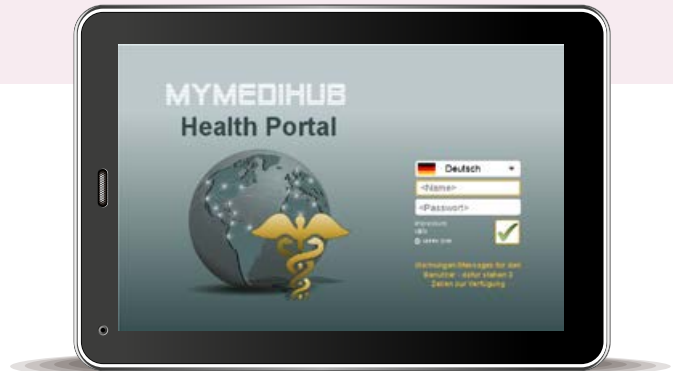 MYMEDIHUB
Health Portal
Deutsch
<Name>
<Passwort>
Warnungen/Messages für den
Benutzer - dafür stehen 3
Zeilen zur Verfügung